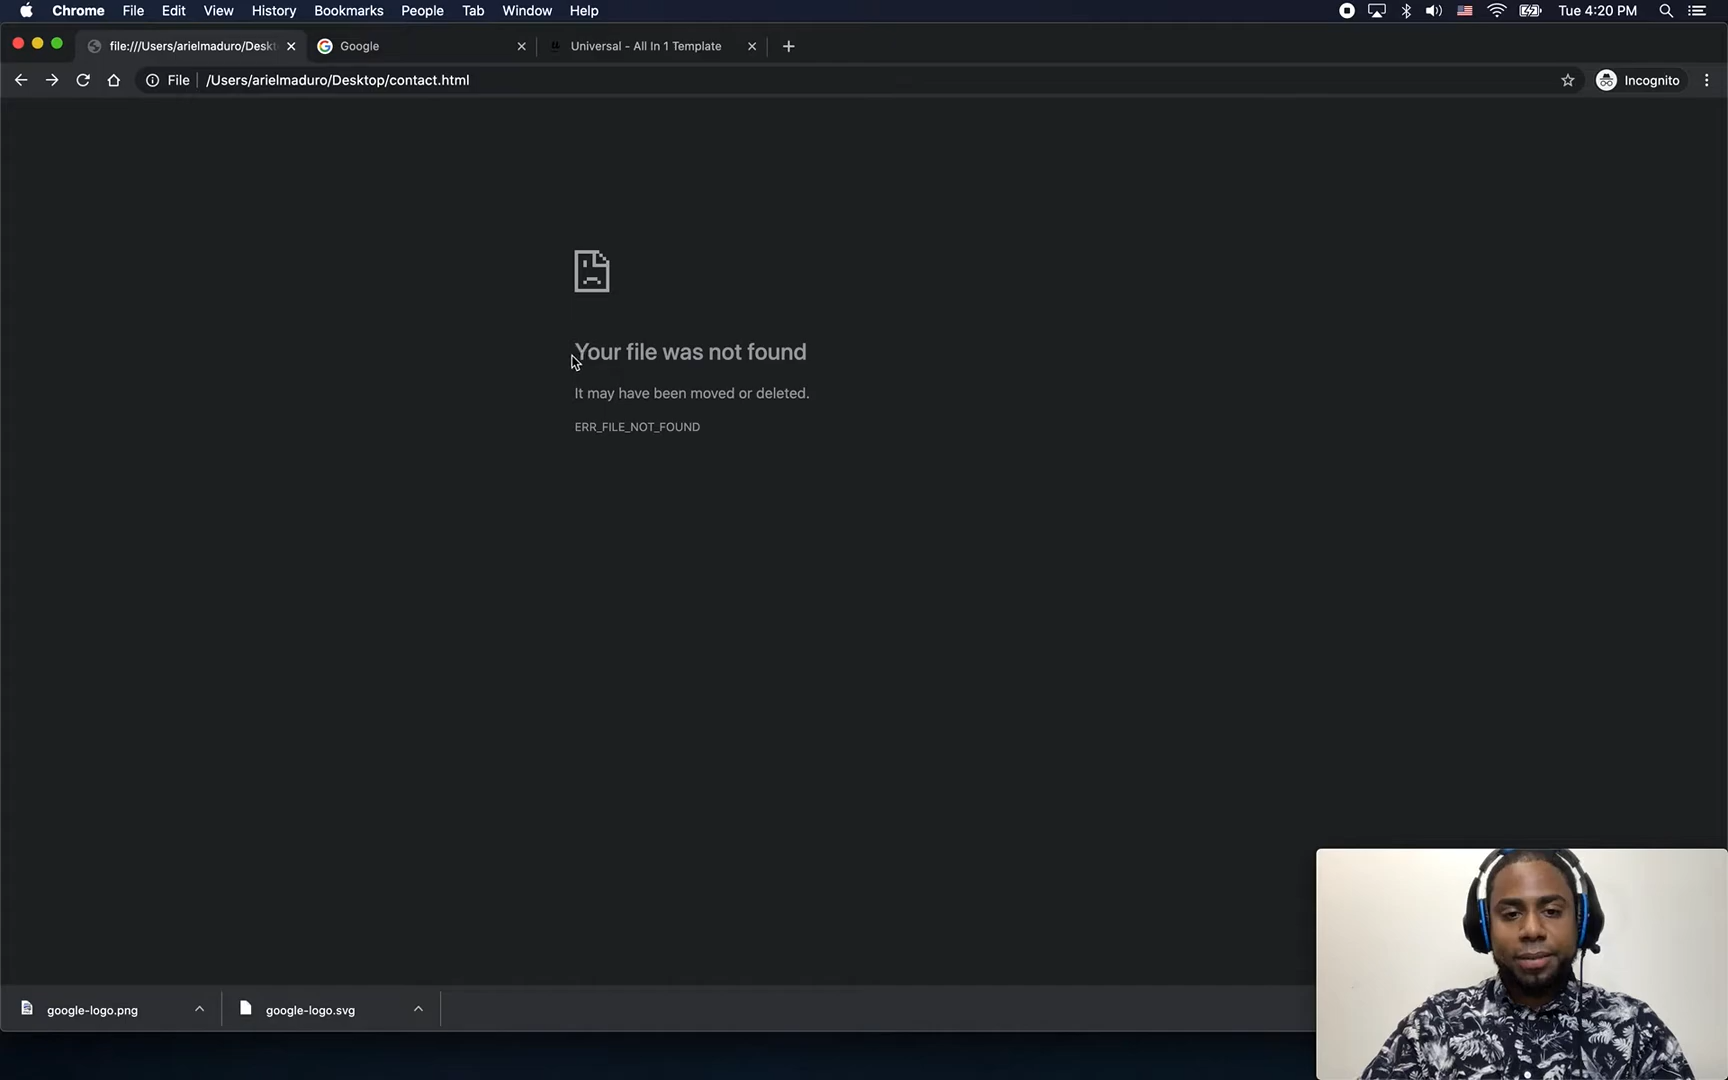 Chrome File Edit View History Bookmarks People Tab Window Help Tue 4:20 PM
file:///Users/arielmaduro/Deskt Google Universal - All In 1 Template
File /Users/arielmaduro/Desktop/contact.html Incognito
Your file was not found
It may have been moved or deleted.
ERR_FILE_NOT_FOUND
google-logo.png google-logo.svg